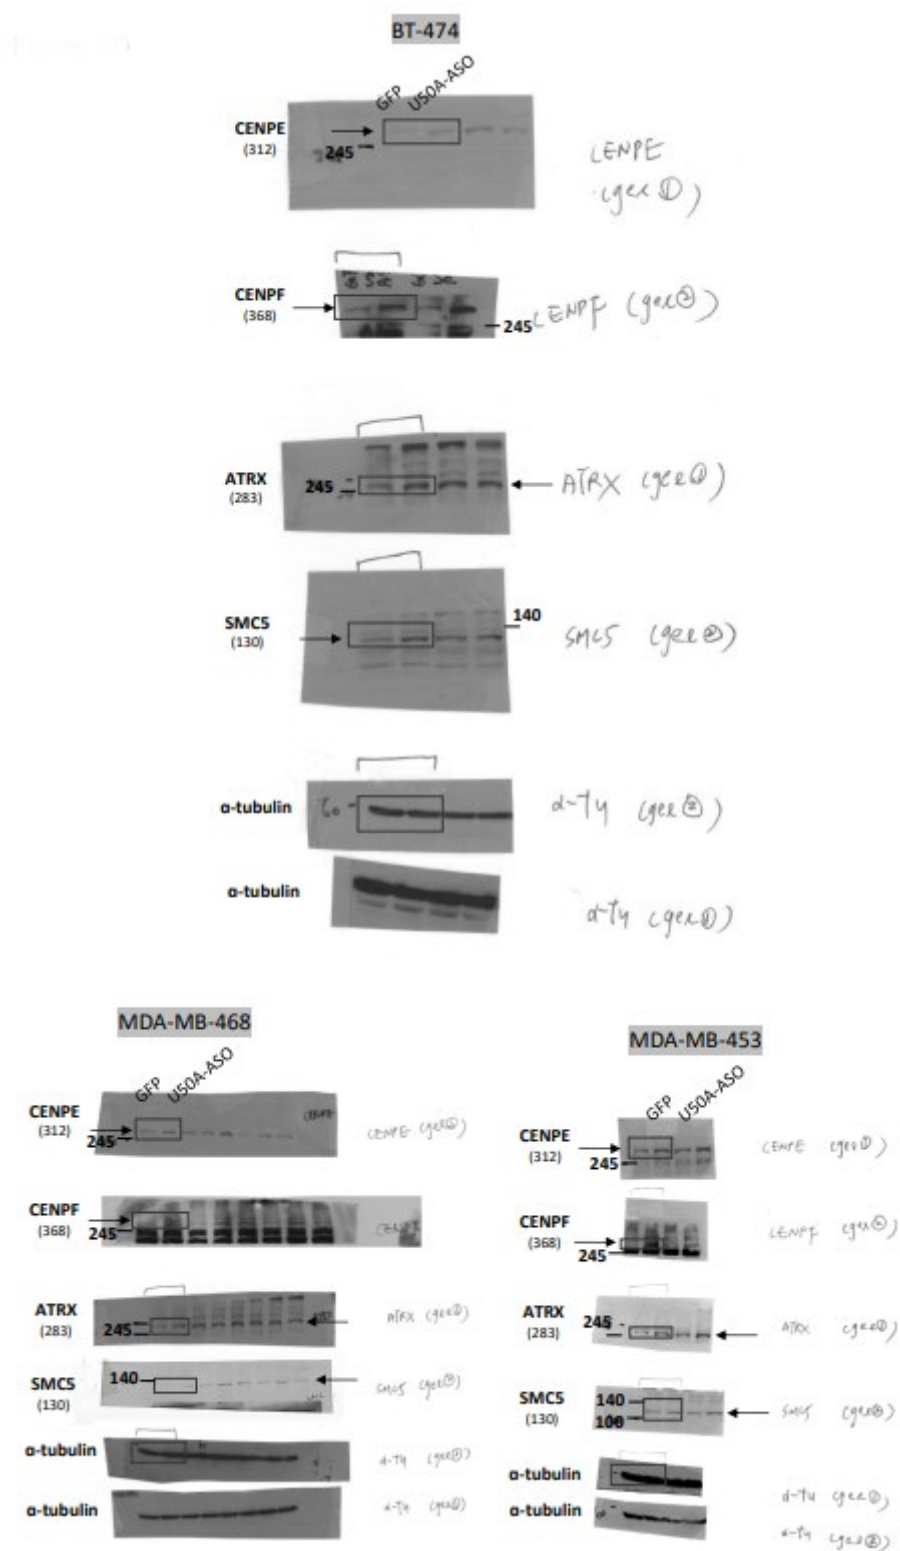 BT-474
GFP U50A-ASO
CENPE
(312)
245
CENPE
(gel ①)
CENPF
(368)
245
CENPF (gel ②)
ATRX
(283)
245
ATRX (gel ①)
SMC5
(130)
140
SMC5 (gel ②)
α-tubulin
60
α-Tu (gel ②)
α-tubulin
α-Tu (gel ①)
MDA-MB-468
GFP U50A-ASO
CENPE
(312)
245
CENPE
CENPE (gel ①)
CENPF
(368)
245
CENPF
ATRX
(283)
245
ATRX (gel ①)
SMC5
(130)
140
SMC5 (gel ②)
α-tubulin
α-Tu (gel ②)
α-tubulin
α-Tu (gel ①)
MDA-MB-453
GFP U50A-ASO
CENPE
(312)
245
CENPE (gel ①)
CENPF
(368)
245
CENPF (gel ②)
ATRX
(283)
245
ATRX (gel ①)
SMC5
(130)
140
100
SMC5 (gel ②)
α-tubulin
α-Tu (gel ①)
α-tubulin
α-Tu (gel ②)